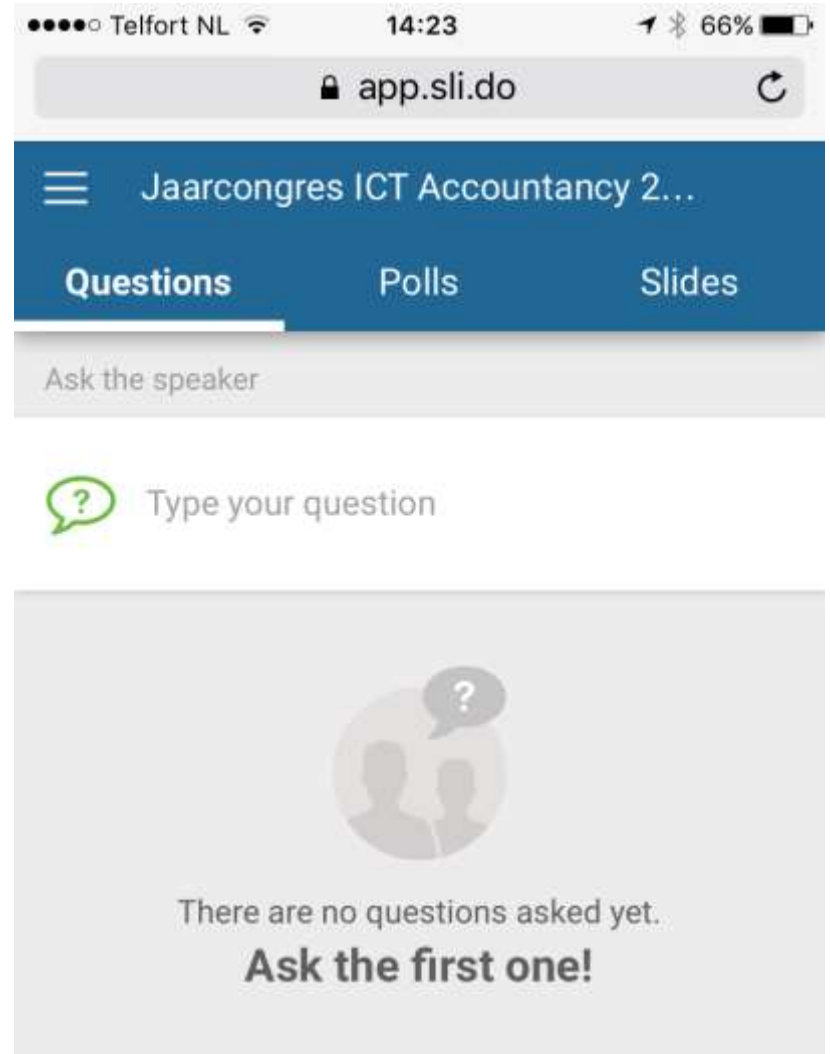 Telfort NL 14:23 66%
app.sli.do
Jaarcongres ICT Accountancy 2...
Questions Polls Slides
Ask the speaker
? Type your question
?
There are no questions asked yet.
Ask the first one!